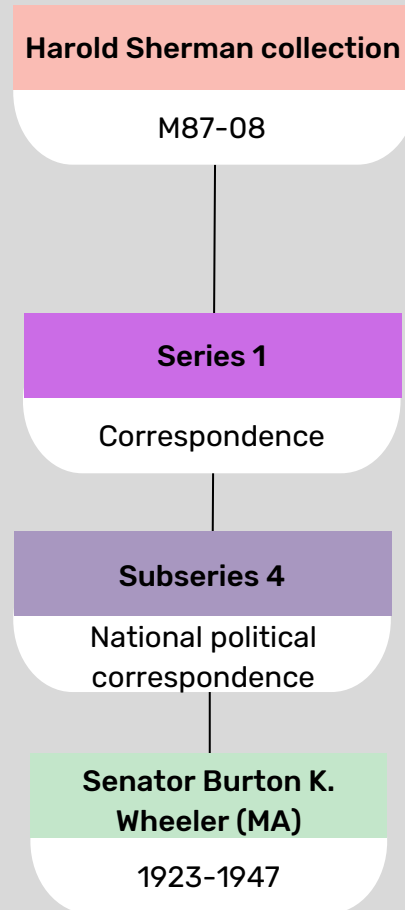 Harold Sherman collection
M87-08
Series 1
Correspondence
Subseries 4
National political
correspondence
Senator Burton K.
Wheeler (MA)
1923-1947